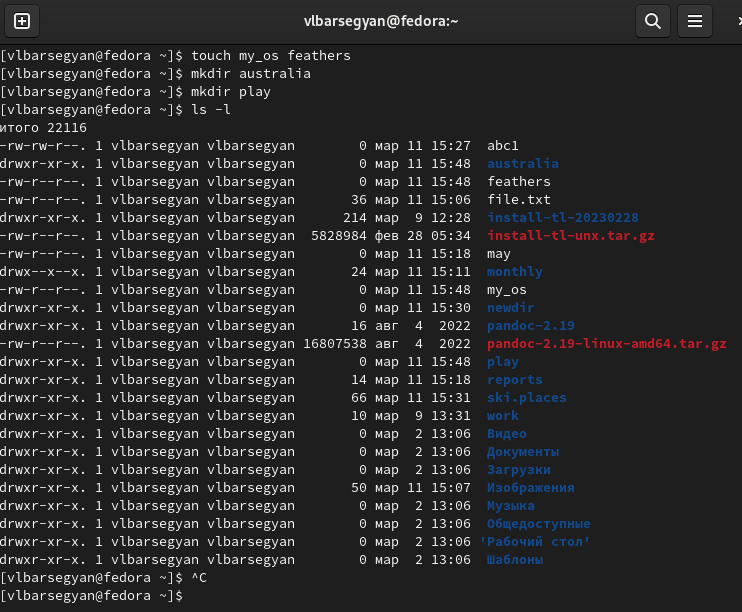 vlbarsegyan@fedora:~
[vlbarsegyan@fedora ~]$ touch my_os feathers
[vlbarsegyan@fedora ~]$ mkdir australia
[vlbarsegyan@fedora ~]$ mkdir play
[vlbarsegyan@fedora ~]$ ls -l
итого 22116
-rw-rw-r--. 1 vlbarsegyan vlbarsegyan        0 мар 11 15:27  abc1
drwxr-xr-x. 1 vlbarsegyan vlbarsegyan        0 мар 11 15:48  australia
-rw-r--r--. 1 vlbarsegyan vlbarsegyan        0 мар 11 15:48  feathers
-rw-r--r--. 1 vlbarsegyan vlbarsegyan       36 мар 11 15:06  file.txt
drwxr-xr-x. 1 vlbarsegyan vlbarsegyan      214 мар  9 12:28  install-tl-20230228
-rw-r--r--. 1 vlbarsegyan vlbarsegyan  5828984 фев 28 05:34  install-tl-unx.tar.gz
-rw-r--r--. 1 vlbarsegyan vlbarsegyan        0 мар 11 15:18  may
drwx--x--x. 1 vlbarsegyan vlbarsegyan       24 мар 11 15:11  monthly
-rw-r--r--. 1 vlbarsegyan vlbarsegyan        0 мар 11 15:48  my_os
drwxr-xr-x. 1 vlbarsegyan vlbarsegyan        0 мар 11 15:30  newdir
drwxr-xr-x. 1 vlbarsegyan vlbarsegyan       16 авг  4  2022  pandoc-2.19
-rw-r--r--. 1 vlbarsegyan vlbarsegyan 16807538 авг  4  2022  pandoc-2.19-linux-amd64.tar.gz
drwxr-xr-x. 1 vlbarsegyan vlbarsegyan        0 мар 11 15:48  play
drwxr-xr-x. 1 vlbarsegyan vlbarsegyan       14 мар 11 15:18  reports
drwxr-xr-x. 1 vlbarsegyan vlbarsegyan       66 мар 11 15:31  ski.places
drwxr-xr-x. 1 vlbarsegyan vlbarsegyan       10 мар  9 13:31  work
drwxr-xr-x. 1 vlbarsegyan vlbarsegyan        0 мар  2 13:06  Видео
drwxr-xr-x. 1 vlbarsegyan vlbarsegyan        0 мар  2 13:06  Документы
drwxr-xr-x. 1 vlbarsegyan vlbarsegyan        0 мар  2 13:06  Загрузки
drwxr-xr-x. 1 vlbarsegyan vlbarsegyan       50 мар 11 15:07  Изображения
drwxr-xr-x. 1 vlbarsegyan vlbarsegyan        0 мар  2 13:06  Музыка
drwxr-xr-x. 1 vlbarsegyan vlbarsegyan        0 мар  2 13:06  Общедоступные
drwxr-xr-x. 1 vlbarsegyan vlbarsegyan        0 мар  2 13:06 'Рабочий стол'
drwxr-xr-x. 1 vlbarsegyan vlbarsegyan        0 мар  2 13:06  Шаблоны
[vlbarsegyan@fedora ~]$ ^C
[vlbarsegyan@fedora ~]$